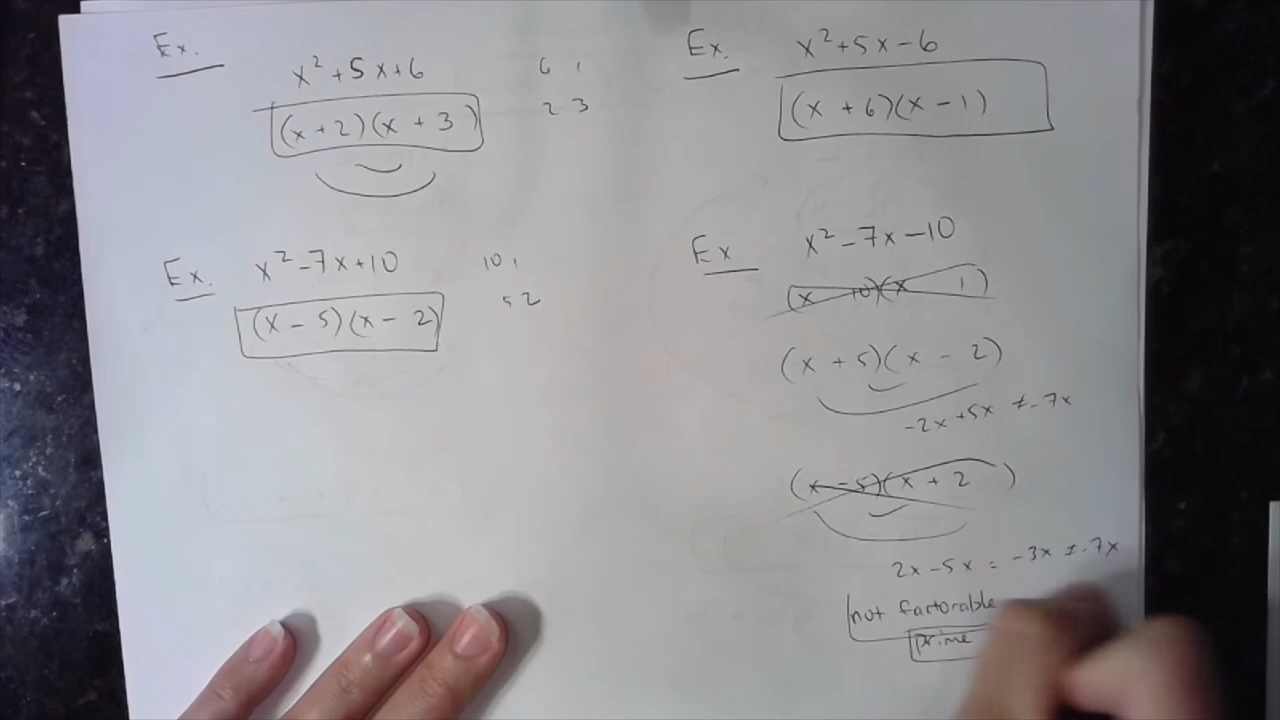 Ex.
x²+5x+6
6 1
(x+2)(x+3)
2 3
Ex.
x²-7x+10
10 1
(x-5)(x-2)
5 2
Ex.
x²+5x-6
(x+6)(x-1)
Ex.
x²-7x-10
(x 10)(x 1)
(x+5)(x-2)
-2x+5x≠-7x
(x-5)(x+2)
2x-5x=-3x≠-7x
not factorable
prime